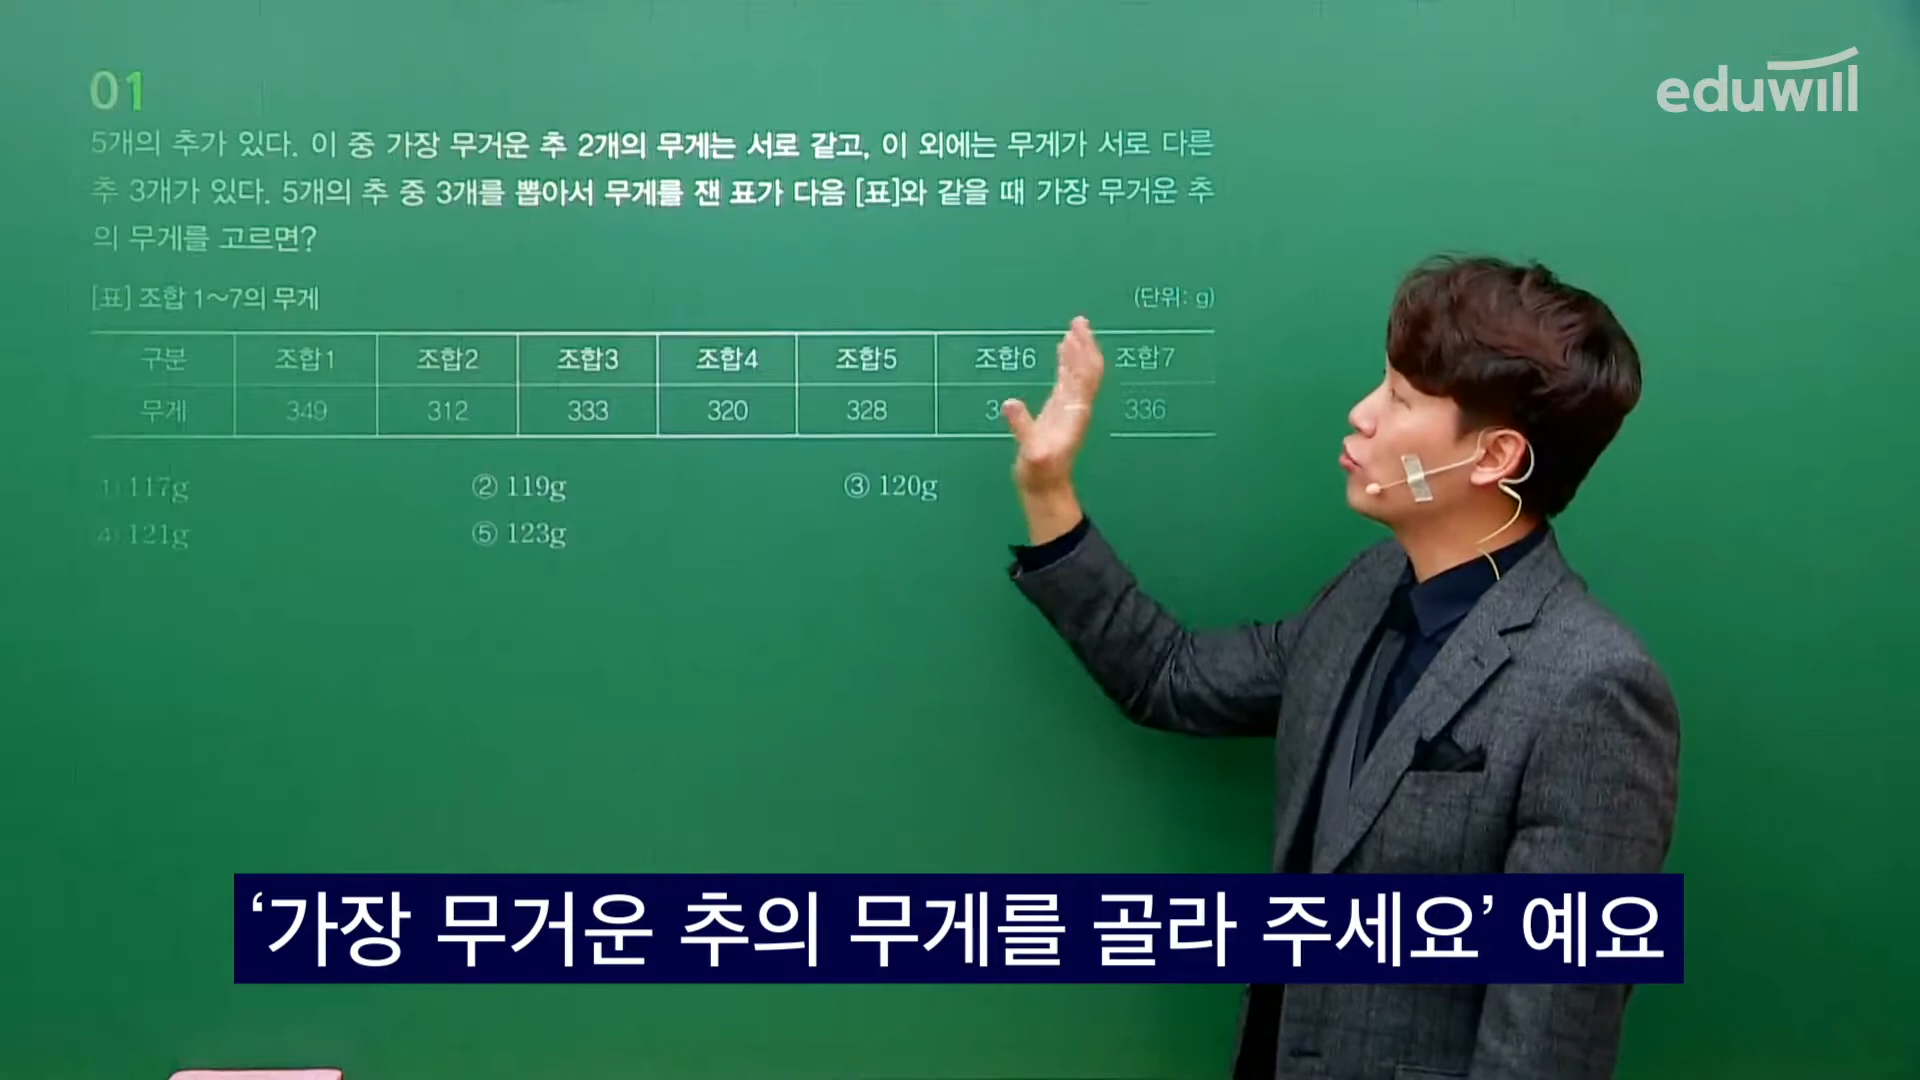 eduwill
01
5개의 추가 있다. 이 중 가장 무거운 추 2개의 무게는 서로 같고, 이 외에는 무게가 서로 다른
추 3개가 있다. 5개의 추 중 3개를 뽑아서 무게를 잰 표가 다음 [표]와 같을 때 가장 무거운 추
의 무게를 고르면?
[표] 조합 1~7의 무게 (단위: g)
구분 조합1 조합2 조합3 조합4 조합5 조합6 조합7
무게 349 312 333 320 328 336
① 117g ② 119g ③ 120g
④ 121g ⑤ 123g
‘가장 무거운 추의 무게를 골라 주세요’ 예요